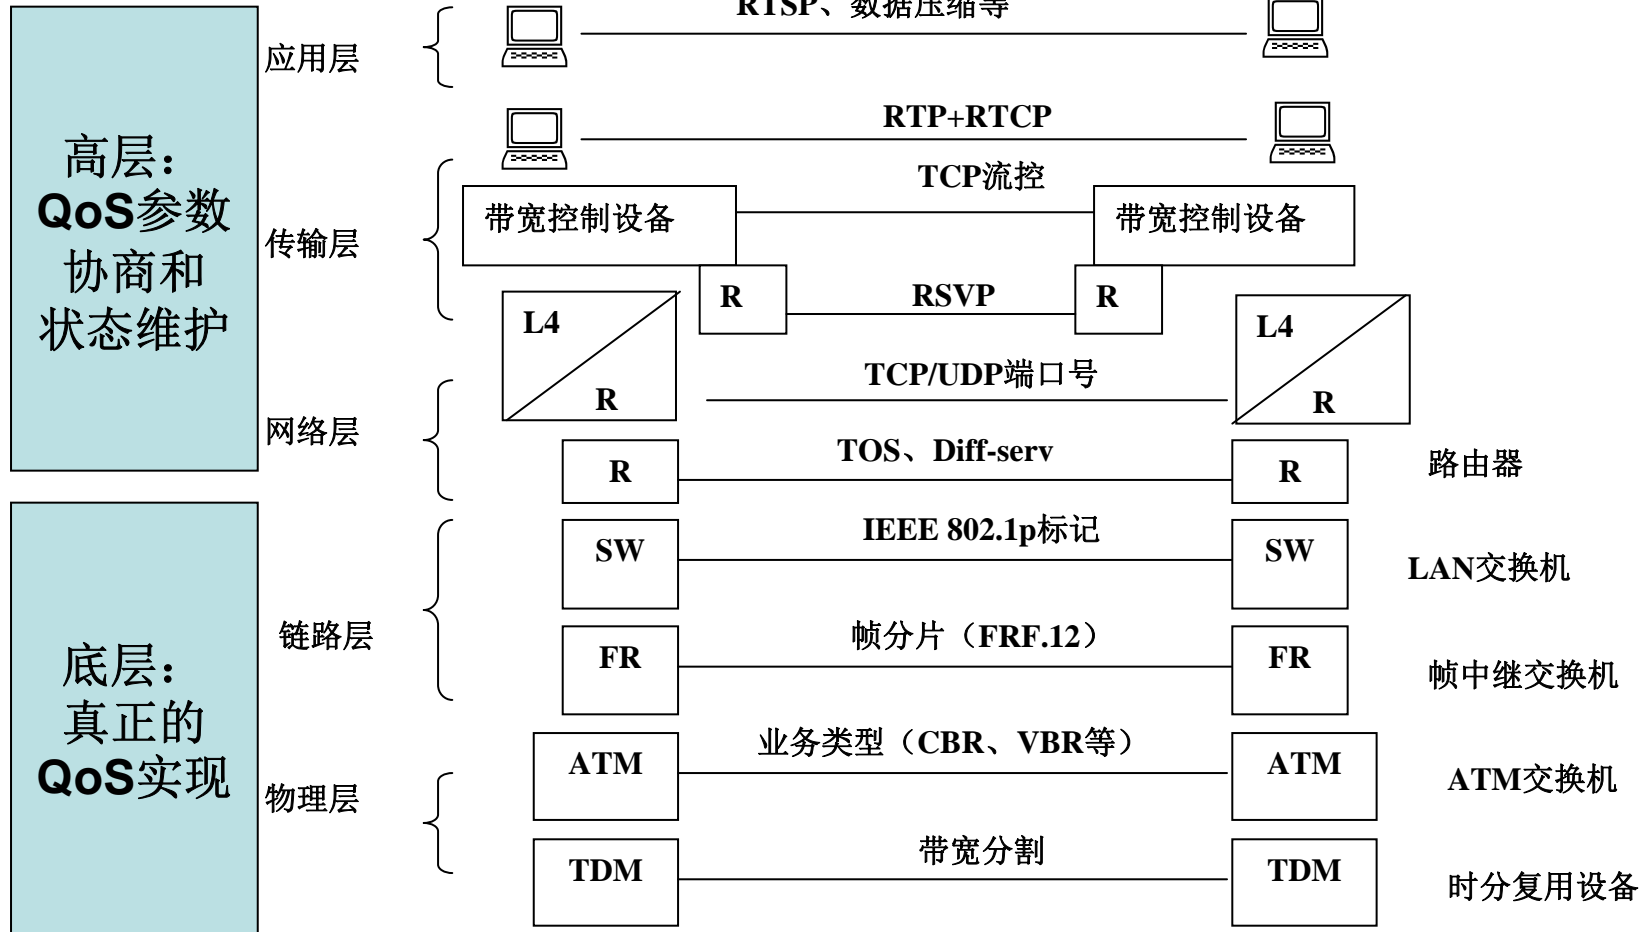 RTSP、数据压缩等
应用层
RTP+RTCP
高层：
QoS参数
协商和
状态维护
TCP流控
带宽控制设备
带宽控制设备
传输层
R
RSVP
R
L4
R
L4
R
TCP/UDP端口号
网络层
TOS、Diff-serv
R
R
路由器
IEEE 802.1p标记
SW
SW
LAN交换机
链路层
帧分片（FRF.12）
FR
FR
帧中继交换机
底层：
真正的
QoS实现
业务类型（CBR、VBR等）
ATM
ATM
ATM交换机
物理层
带宽分割
TDM
TDM
时分复用设备